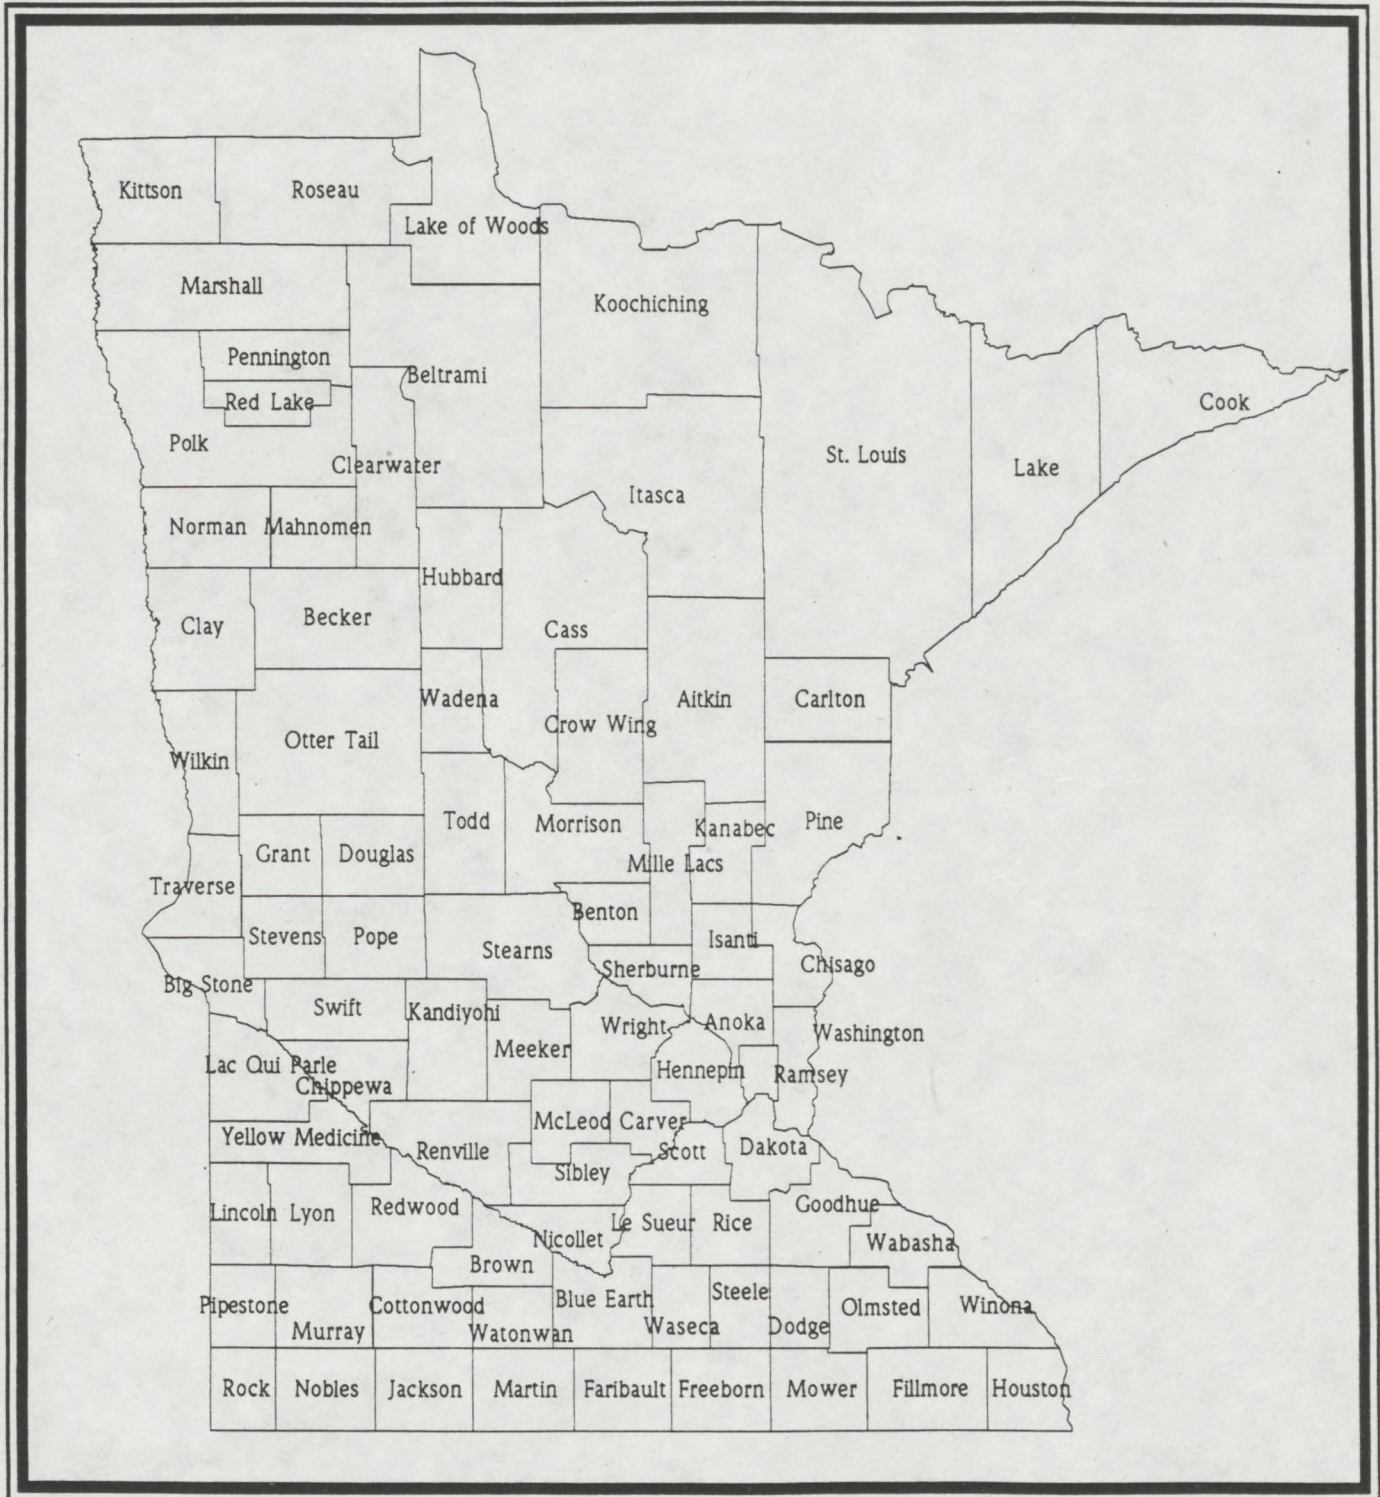 Kittson
Roseau
Lake of Woods
Marshall
Koochiching
Pennington
Beltrami
Red Lake
Cook
Polk
Clearwater
St. Louis
Lake
Itasca
Norman
Mahnomen
Hubbard
Clay
Becker
Cass
Wadena
Aitkin
Carlton
Crow Wing
Otter Tail
Wilkin
Todd
Morrison
Kanabec
Pine
Grant
Douglas
Mille Lacs
Traverse
Benton
Stevens
Pope
Isanti
Stearns
Sherburne
Chisago
Big Stone
Swift
Kandiyohi
Wright
Anoka
Washington
Meeker
Lac Qui Parle
Hennepin
Ramsey
Chippewa
McLeod
Carver
Yellow Medicine
Renville
Scott
Dakota
Sibley
Lincoln
Lyon
Redwood
Goodhue
Le Sueur
Rice
Nicollet
Wabasha
Brown
Pipestone
Cottonwood
Blue Earth
Steele
Olmsted
Winona
Murray
Watonwan
Waseca
Dodge
Rock
Nobles
Jackson
Martin
Faribault
Freeborn
Mower
Fillmore
Houston